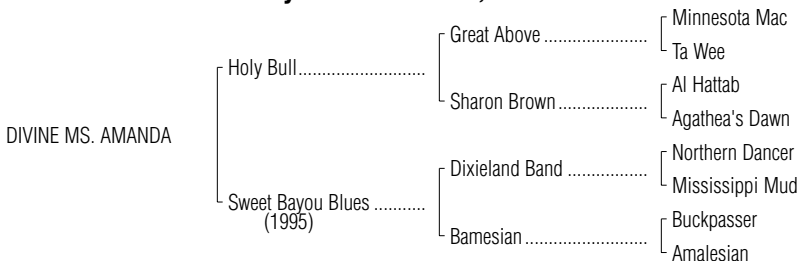 Minnesota Mac
Great Above ......................
Ta Wee
Holy Bull...........................
Al Hattab
Sharon Brown...................
Agathea's Dawn
DIVINE MS. AMANDA
Northern Dancer
Dixieland Band .................
Mississippi Mud
Sweet Bayou Blues ...........
(1995)
Buckpasser
Bamesian..........................
Amalesian